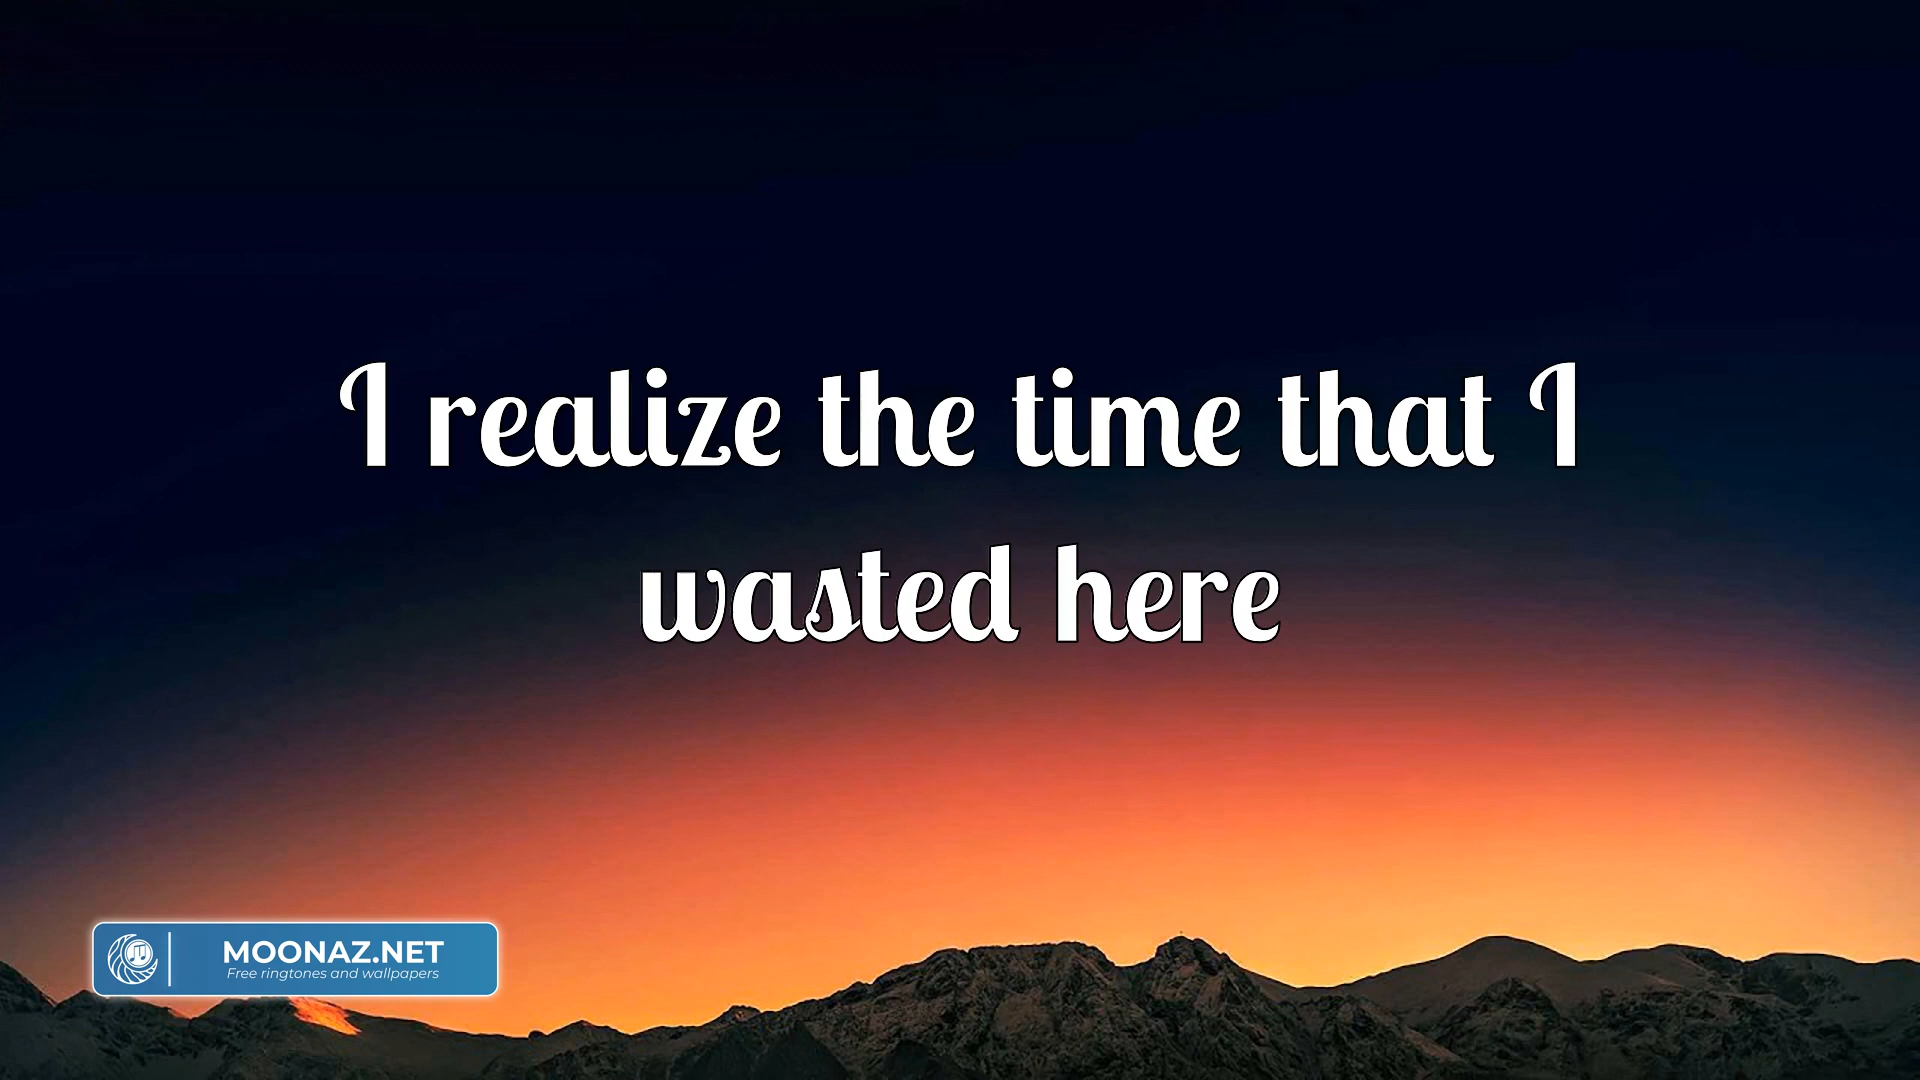 I realize the time that I
wasted here
MOONAZ.NET
Free ringtones and wallpapers